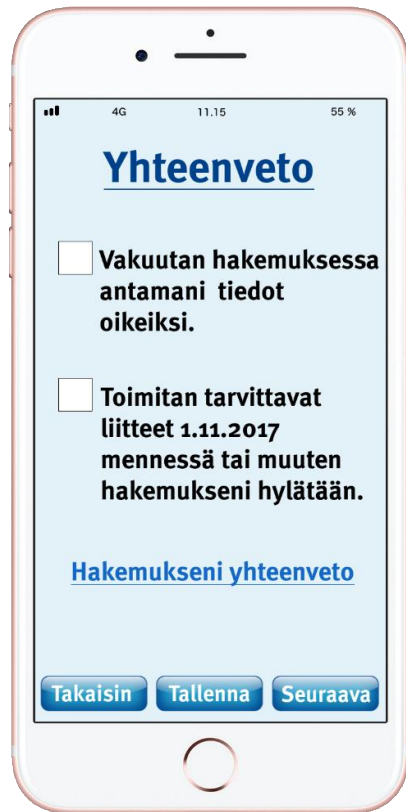 4G 11.15 55 %
Yhteenveto
Vakuutan hakemuksessa
antamani tiedot
oikeiksi.
Toimitan tarvittavat
liitteet 1.11.2017
mennessä tai muuten
hakemukseni hylätään.
Hakemukseni yhteenveto
Takaisin Tallenna Seuraava